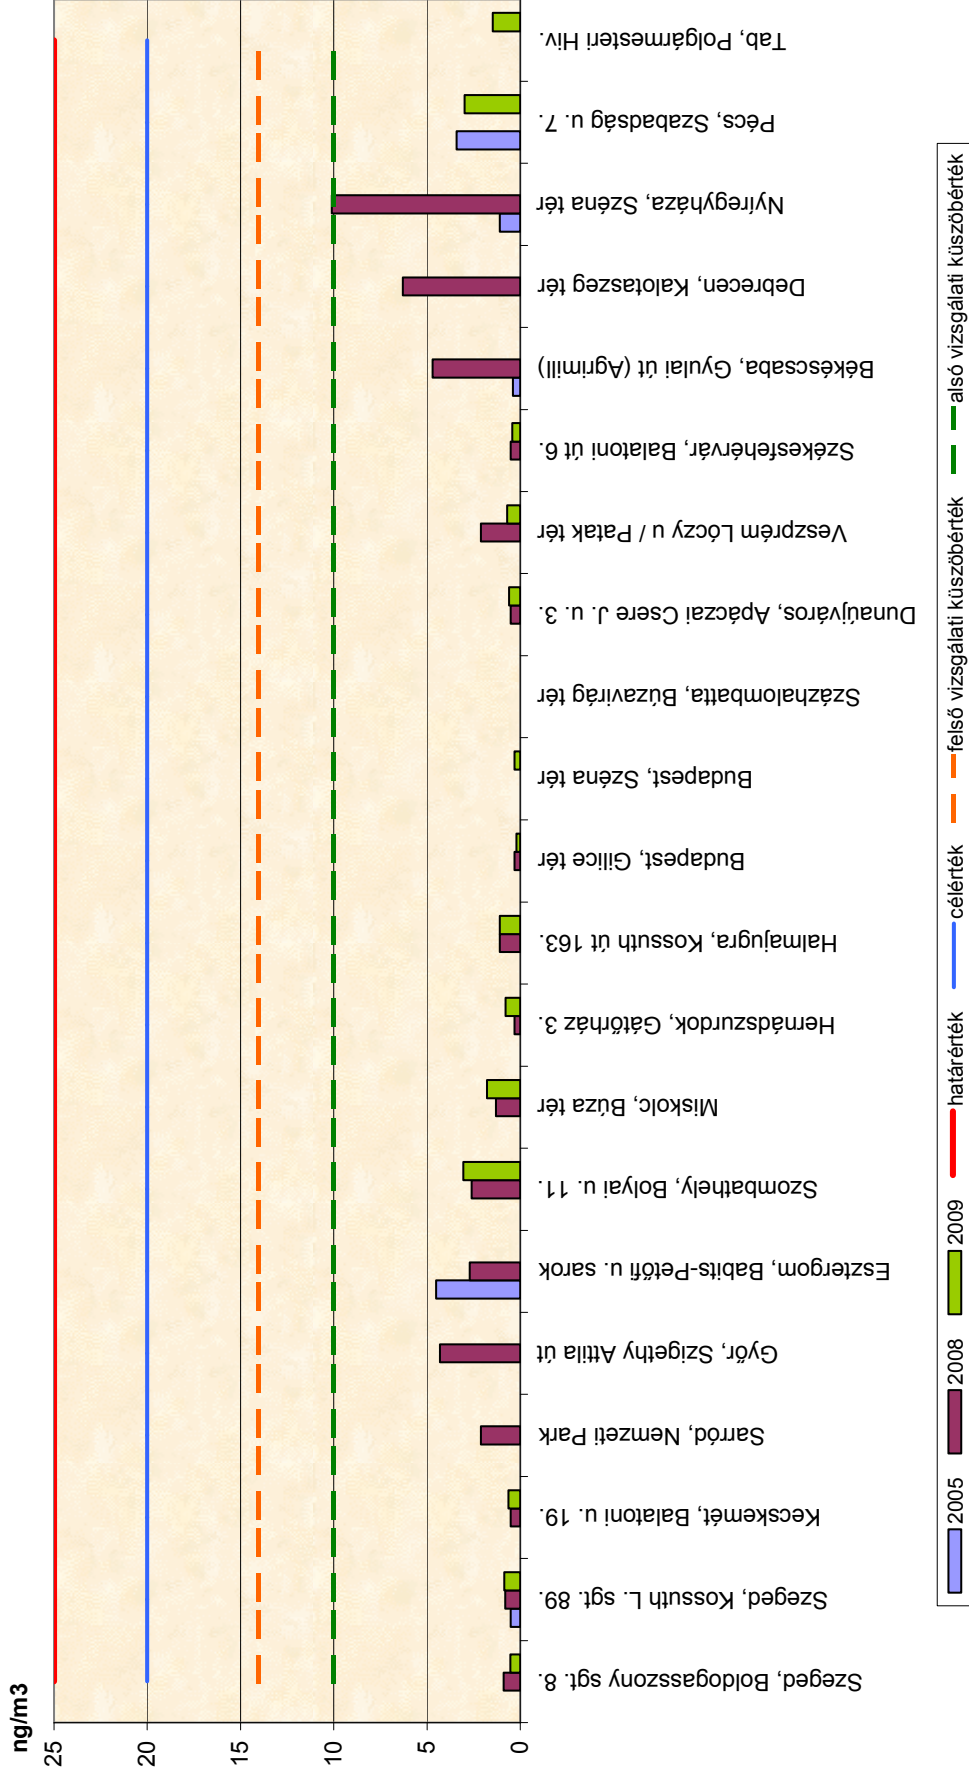 ng/m3
25
20
15
10
5
0
Szeged, Boldogasszony sgt. 8.
Szeged, Kossuth L. sgt. 89.
Kecskemét, Balatoni u. 19.
Sarród, Nemzeti Park
Győr, Szigethy Attila út
Esztergom, Babits-Petőfi u. sarok
Szombathely, Bolyai u. 11.
Miskolc, Búza tér
Hernádszurdok, Gátőrház 3.
Halmajugra, Kossuth út 163.
Budapest, Gilice tér
Budapest, Széna tér
Százhalombatta, Búzavirág tér
Dunaújváros, Apáczai Csere J. u. 3.
Veszprém Lóczy u / Patak tér
Székesfehérvár, Balatoni út 6.
Békéscsaba, Gyulai út (Agrimill)
Debrecen, Kalotaszeg tér
Nyíregyháza, Széna tér
Pécs, Szabadság u. 7.
Tab, Polgármesteri Hiv.
2005 2008 2009 határérték célérték felső vizsgálati küszöbérték alsó vizsgálati küszöbérték